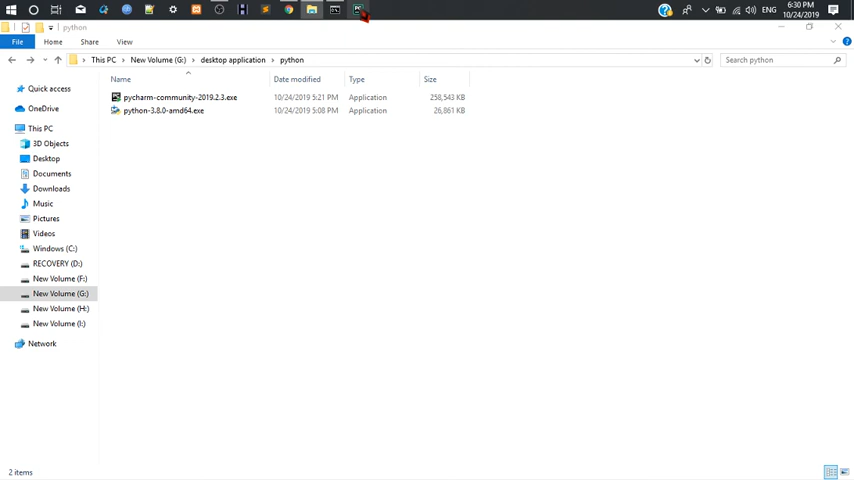 ENG
6:30 PM
10/24/2019
python
File Home Share View
This PC New Volume (G:) desktop application python
Search python
Name Date modified Type Size
pycharm-community-2019.2.3.exe 10/24/2019 5:21 PM Application 258,543 KB
python-3.8.0-amd64.exe 10/24/2019 5:08 PM Application 26,861 KB
Quick access
OneDrive
This PC
3D Objects
Desktop
Documents
Downloads
Music
Pictures
Videos
Windows (C:)
RECOVERY (D:)
New Volume (F:)
New Volume (G:)
New Volume (H:)
New Volume (I:)
Network
2 items